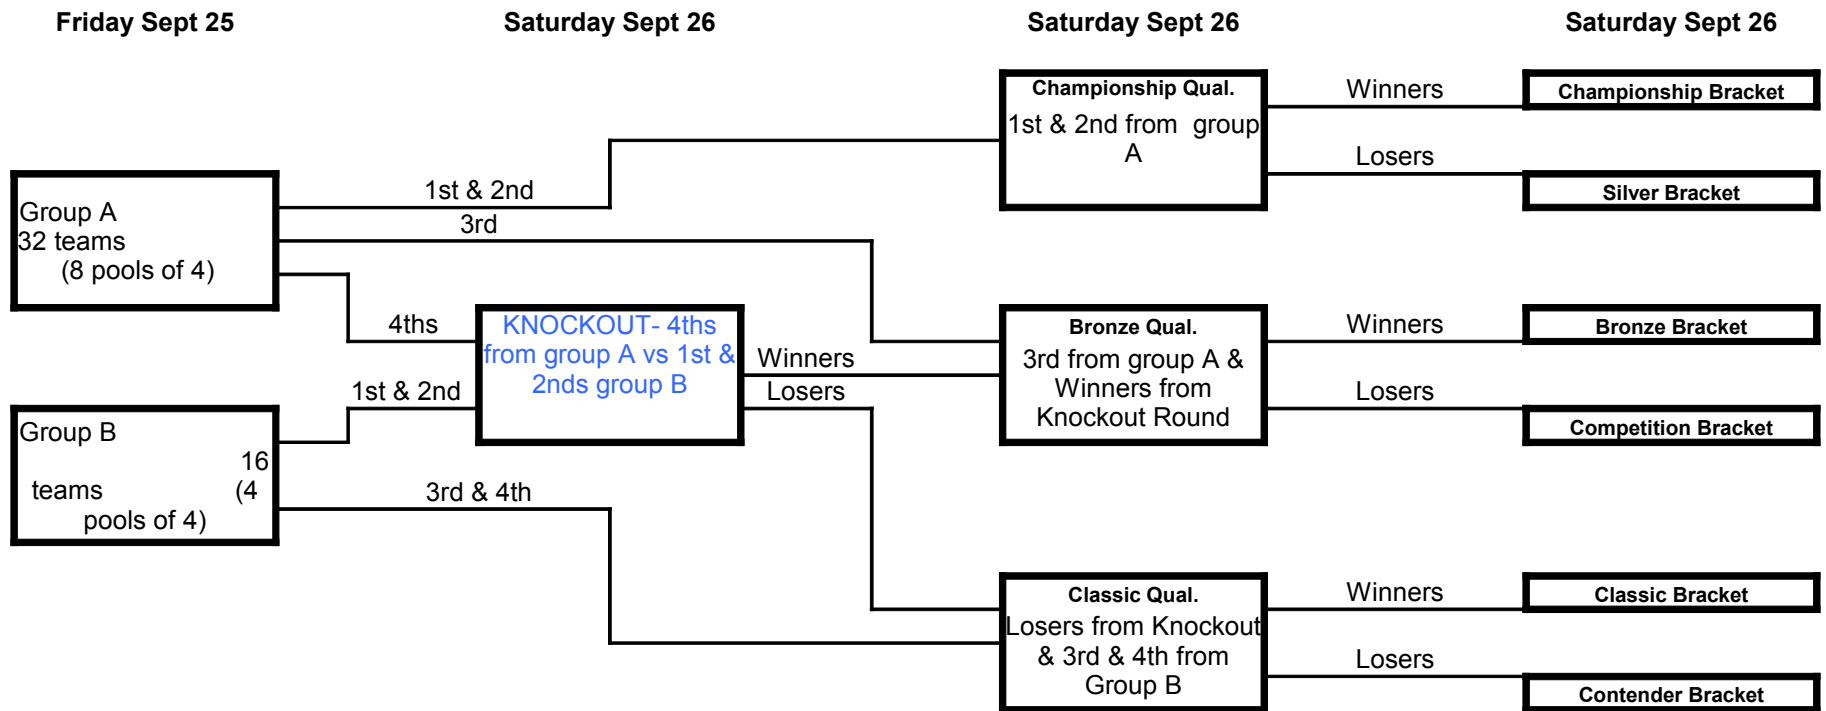 Friday Sept 25
Saturday Sept 26
Saturday Sept 26
Saturday Sept 26
Group A
32 teams
(8 pools of 4)
1st & 2nd
3rd
4ths
Group B
16
teams (4
pools of 4)
1st & 2nd
3rd & 4th
KNOCKOUT- 4ths
from group A vs 1st &
2nds group B
Winners
Losers
Championship Qual.
1st & 2nd from group
A
Winners
Losers
Championship Bracket
Silver Bracket
Bronze Qual.
3rd from group A &
Winners from
Knockout Round
Winners
Losers
Bronze Bracket
Competition Bracket
Classic Qual.
Losers from Knockout
& 3rd & 4th from
Group B
Winners
Losers
Classic Bracket
Contender Bracket